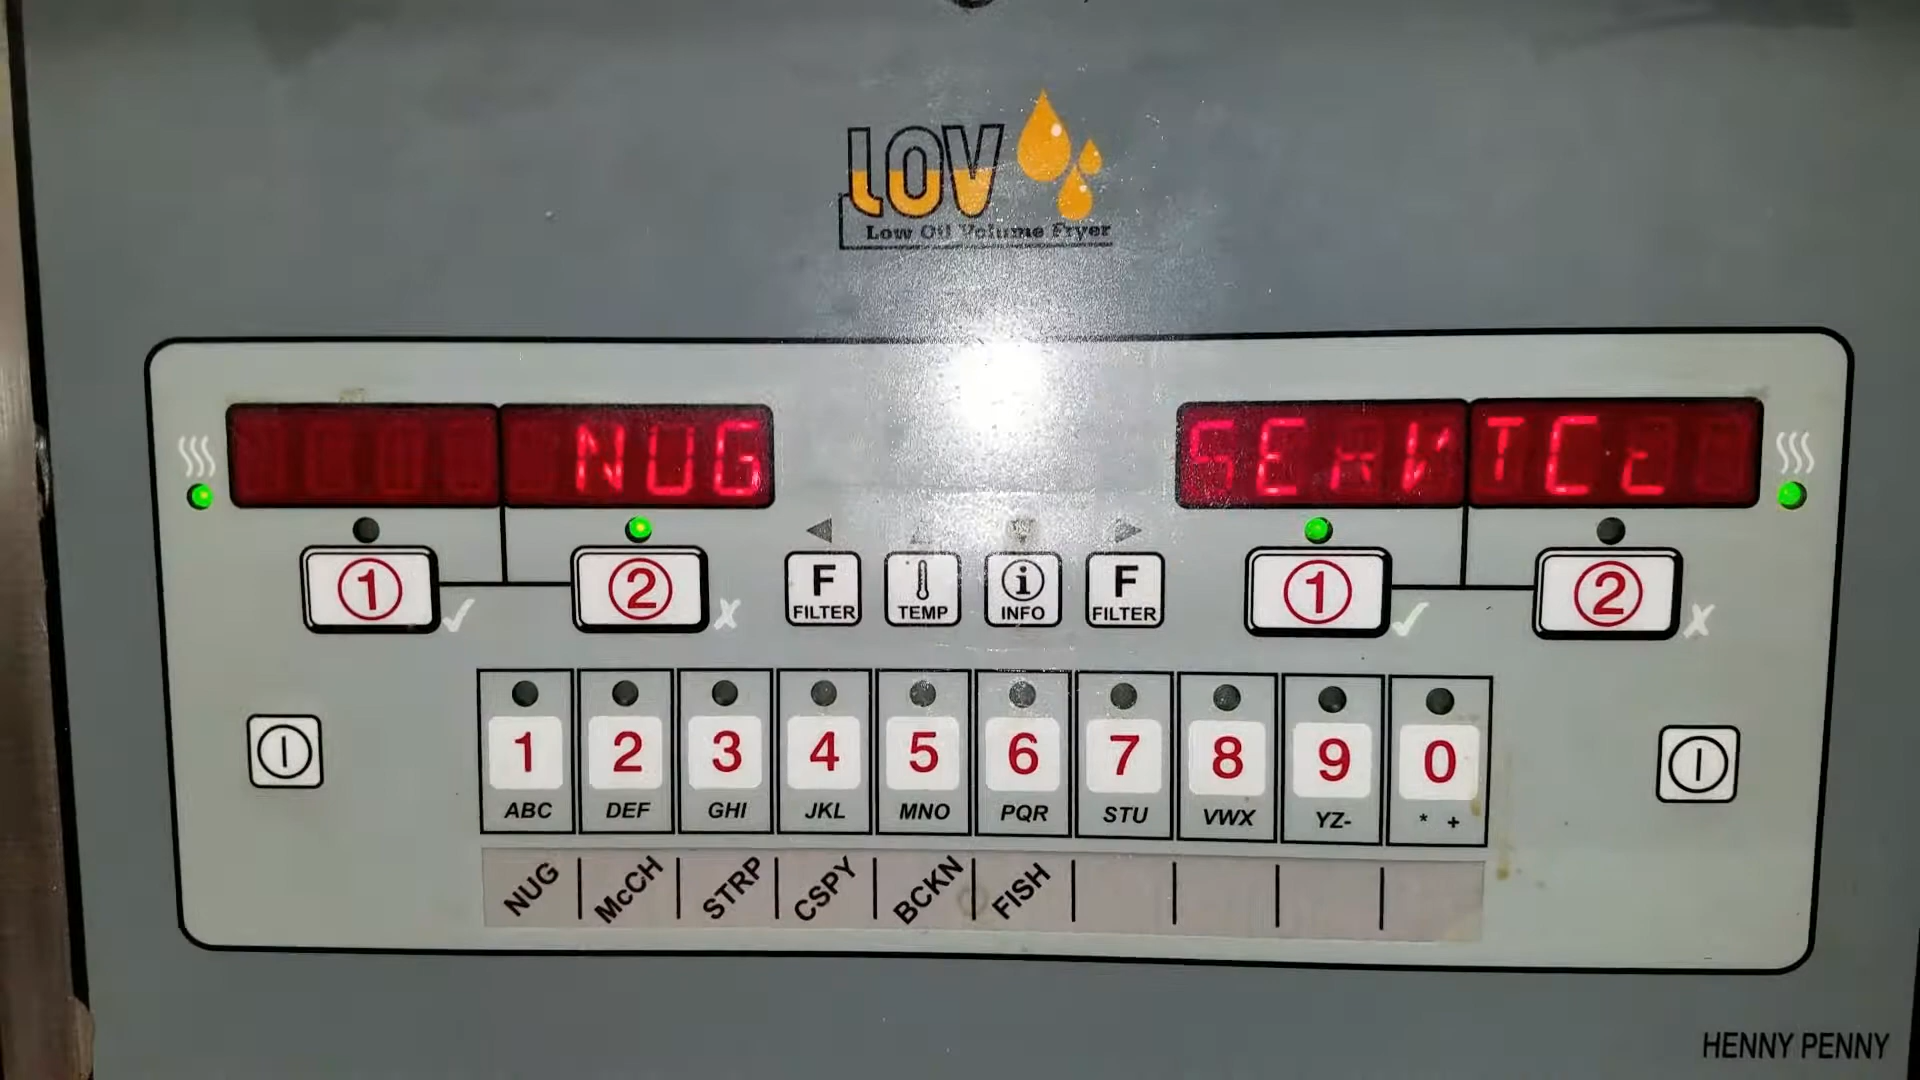 LOV
Low Oil Volume Fryer
NUG
1
2
F
FILTER
TEMP
i
INFO
F
FILTER
1
2
1 2 3 4 5 6 7 8 9 0
ABC DEF GHI JKL MNO PQR STU VWX YZ- * +
NUG McCH STRP CSPY BCKN FISH
HENNY PENNY